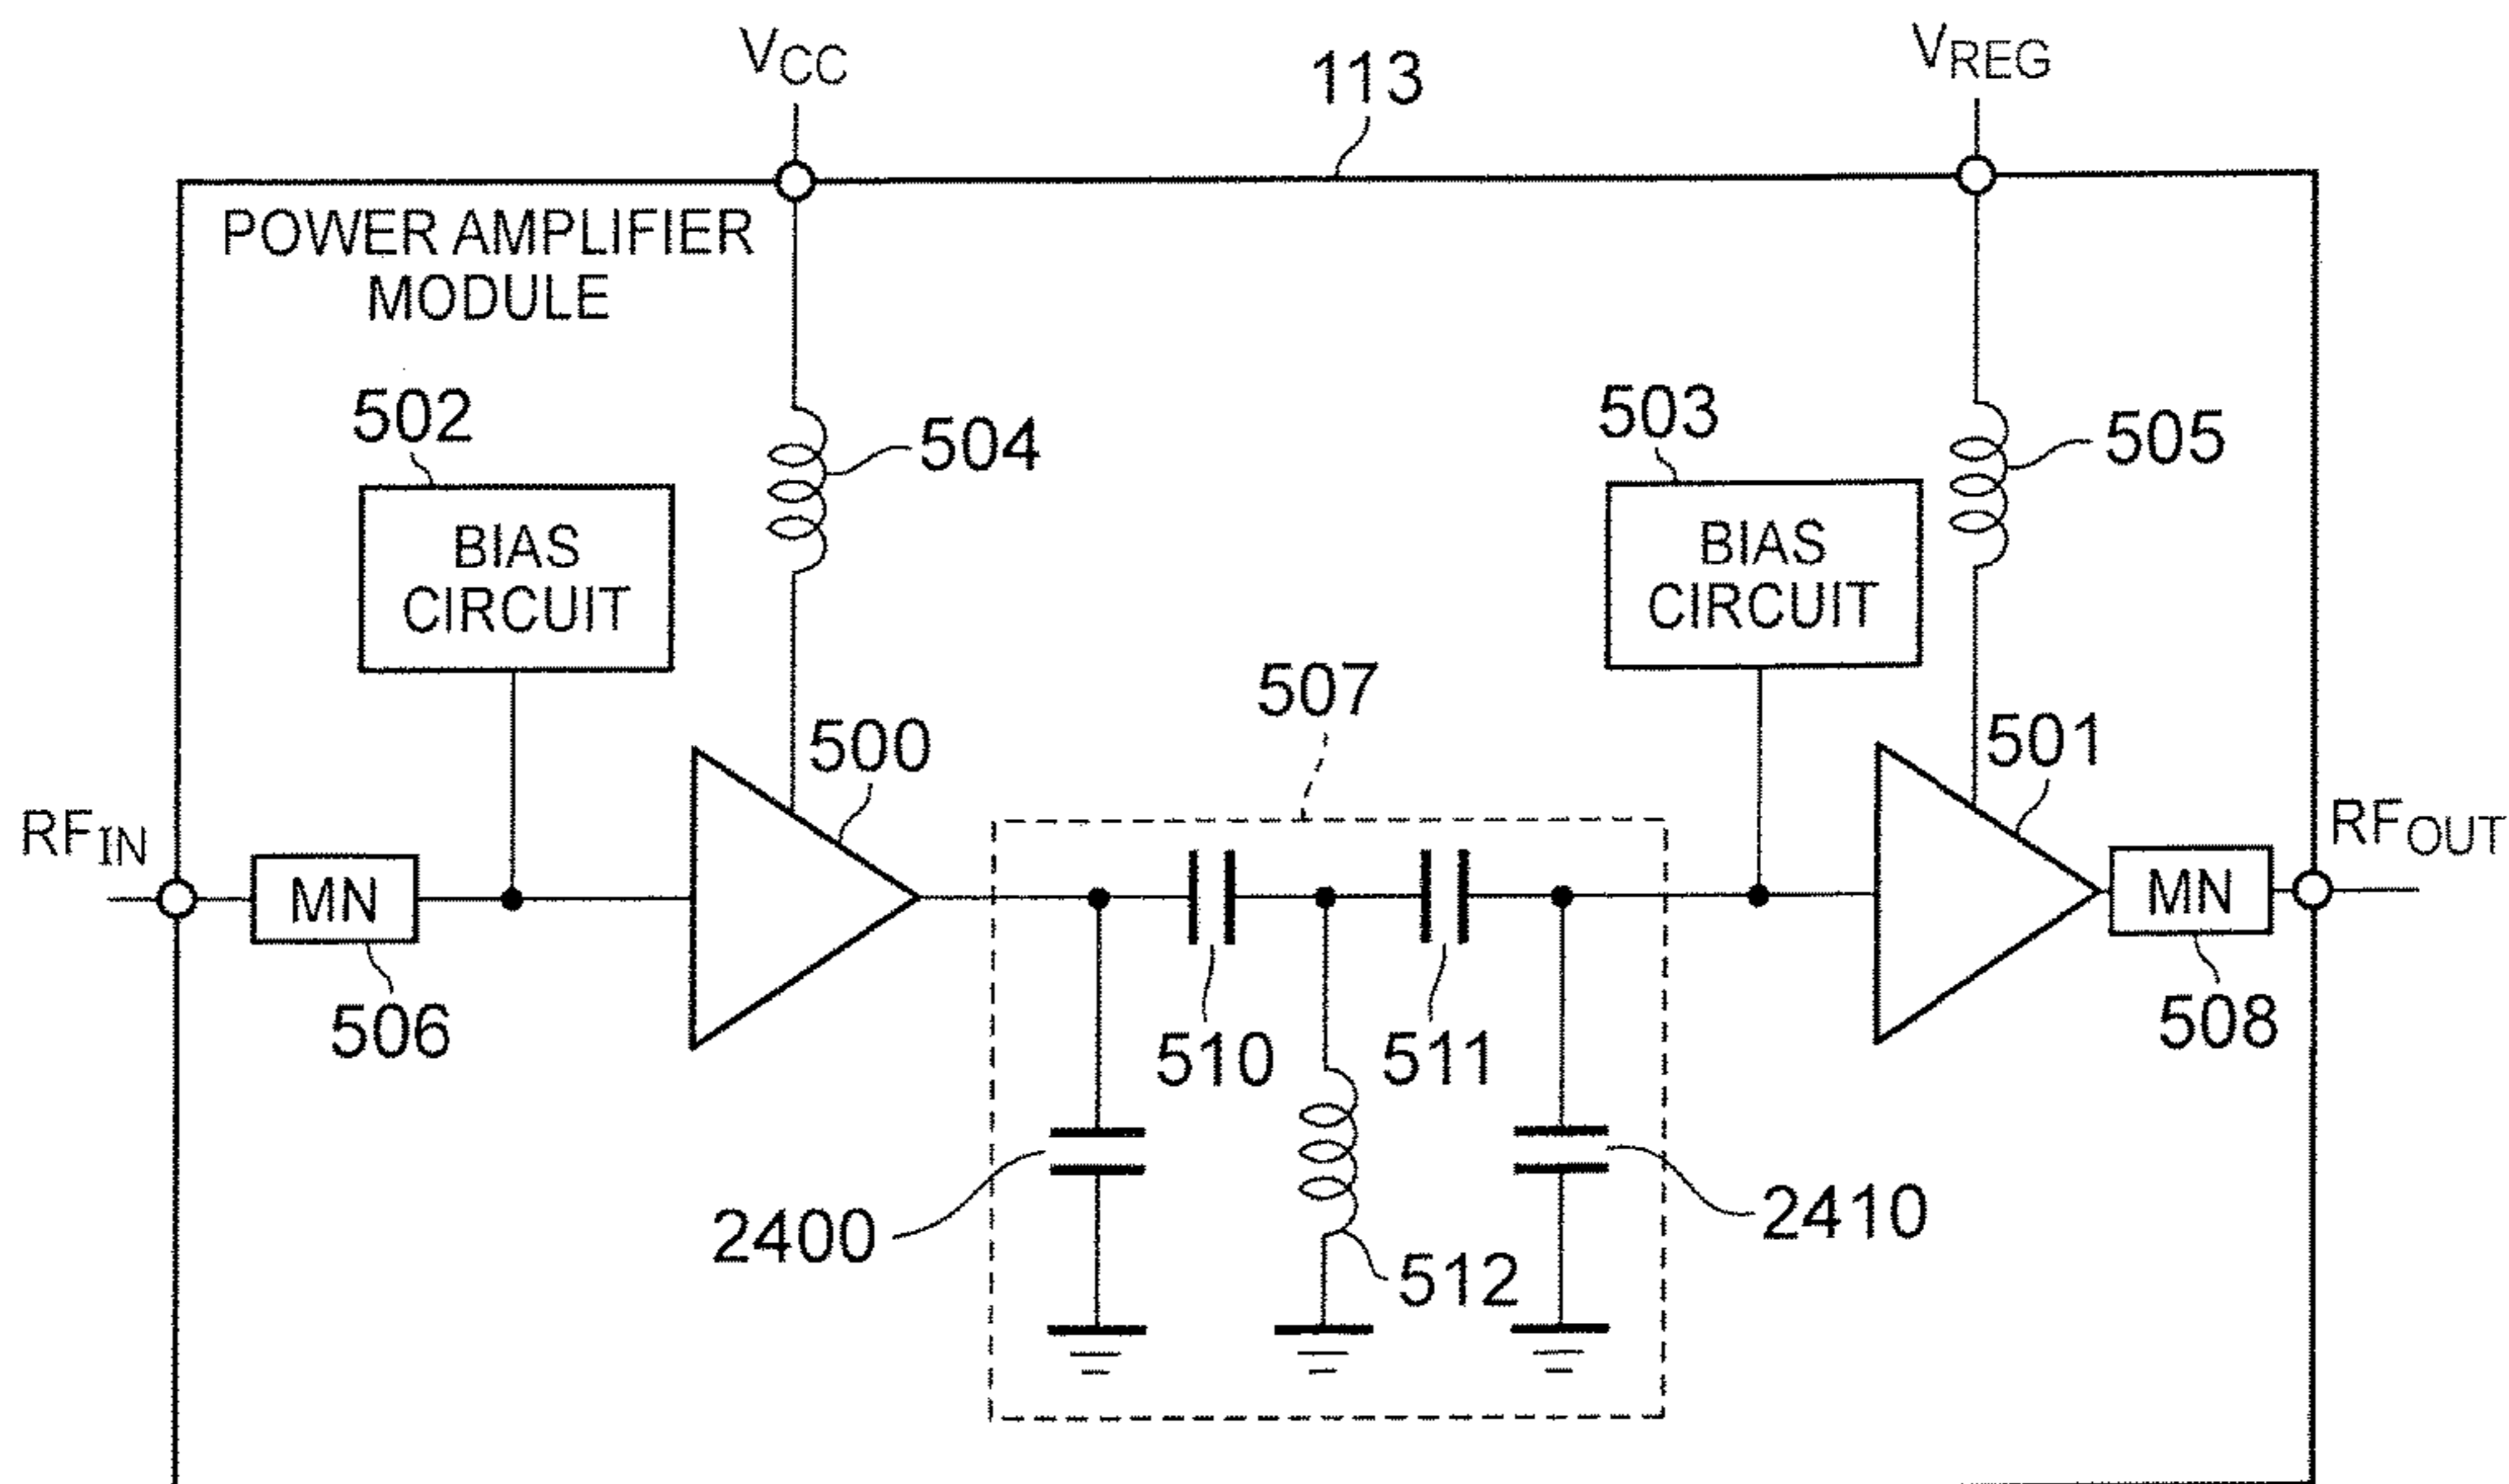 VCC
113
VREG
POWER AMPLIFIER
MODULE
502
504
503
505
BIAS
CIRCUIT
BIAS
CIRCUIT
507
500
501
RFIN
RFOUT
MN
MN
506
510
511
508
2400
2410
512